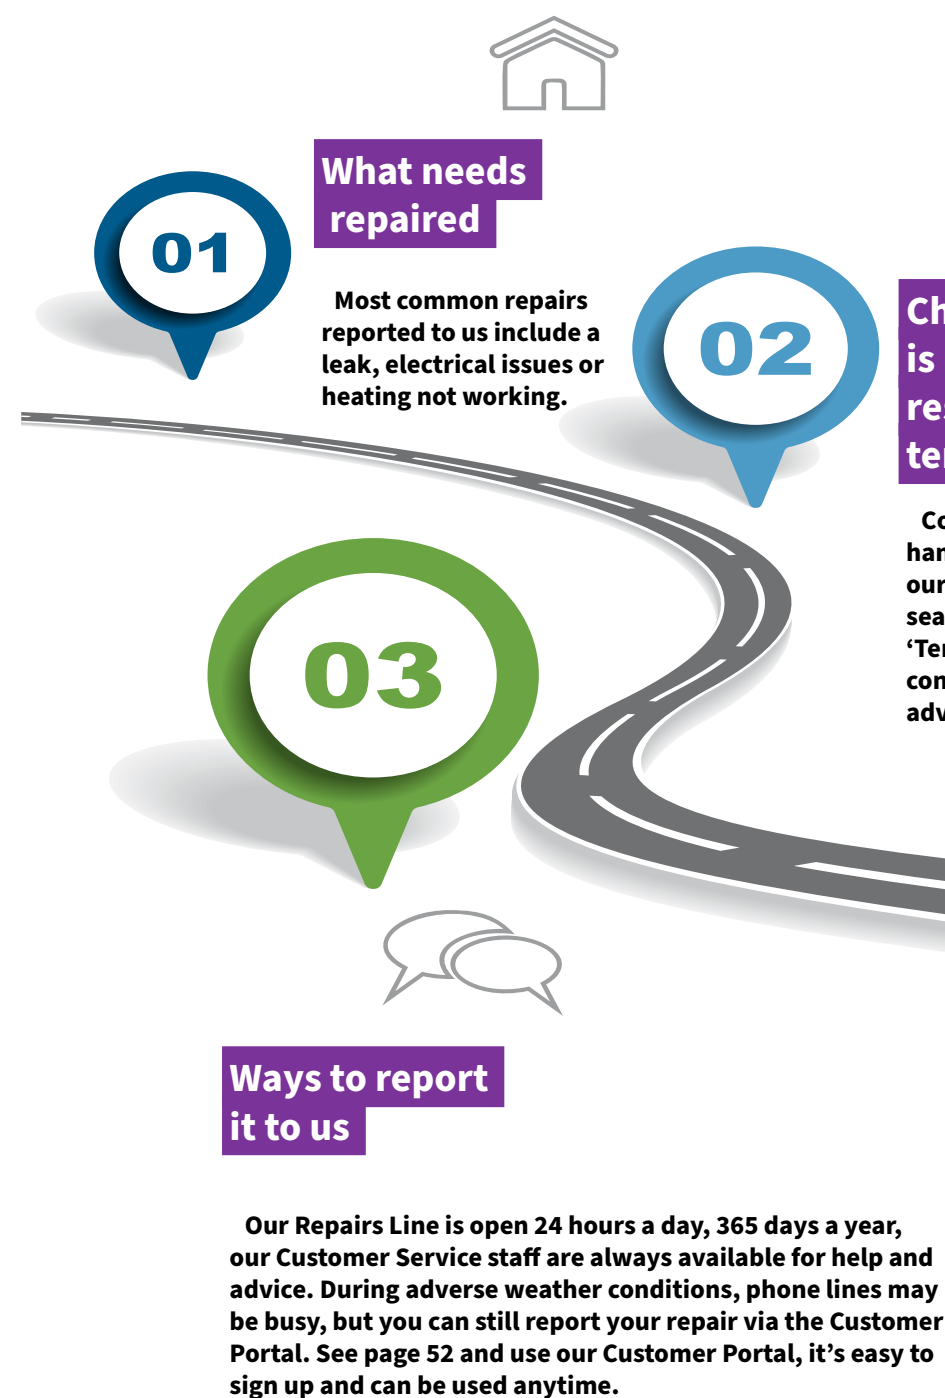 01
What needs
repaired
Most common repairs
reported to us include a
leak, electrical issues or
heating not working.
02
is
our
03
Ways to report
it to us
Our Repairs Line is open 24 hours a day, 365 days a year,
our Customer Service staff are always available for help and
advice. During adverse weather conditions, phone lines may
be busy, but you can still report your repair via the Customer
Portal. See page 52 and use our Customer Portal, it’s easy to
sign up and can be used anytime.